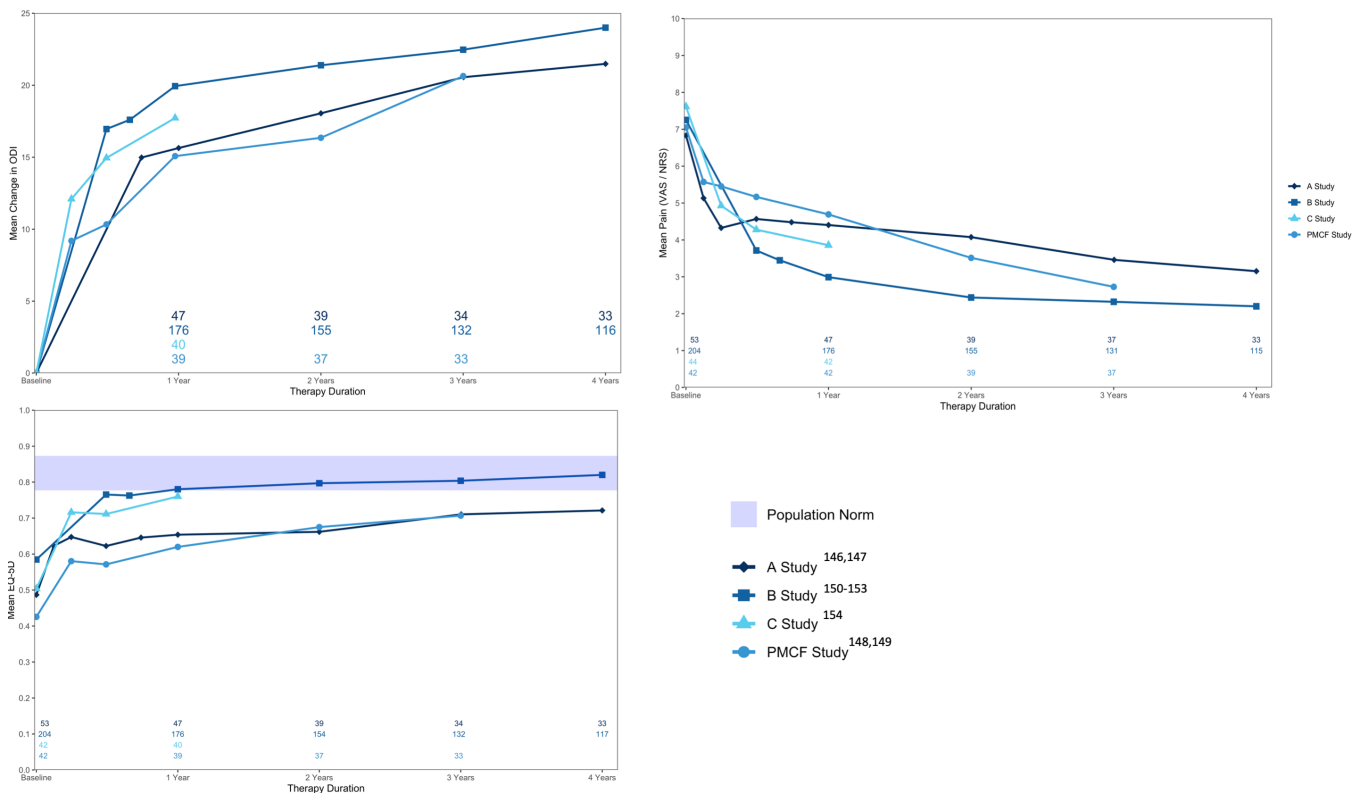 25
20
15
10
5
0
Mean Change in ODI
47 39 34 33
176 155 132 116
40
39 37 33
Baseline 1 Year 2 Years 3 Years 4 Years
Therapy Duration
10
9
8
7
6
5
4
3
2
1
0
Mean Pain (VAS / NRS)
53 47 39 37 33
204 176 155 131 115
44 42
42 42 39 37
Baseline 1 Year 2 Years 3 Years 4 Years
Therapy Duration
A Study
B Study
C Study
PMCF Study
1.0
0.9
0.8
0.7
0.6
0.5
0.4
0.3
0.2
0.1
0.0
Mean EQ-5D
53 47 39 34 33
204 176 154 132 117
42 40
42 39 37 33
Baseline 1 Year 2 Years 3 Years 4 Years
Therapy Duration
Population Norm
A Study 146,147
B Study 150-153
C Study 154
PMCF Study 148,149